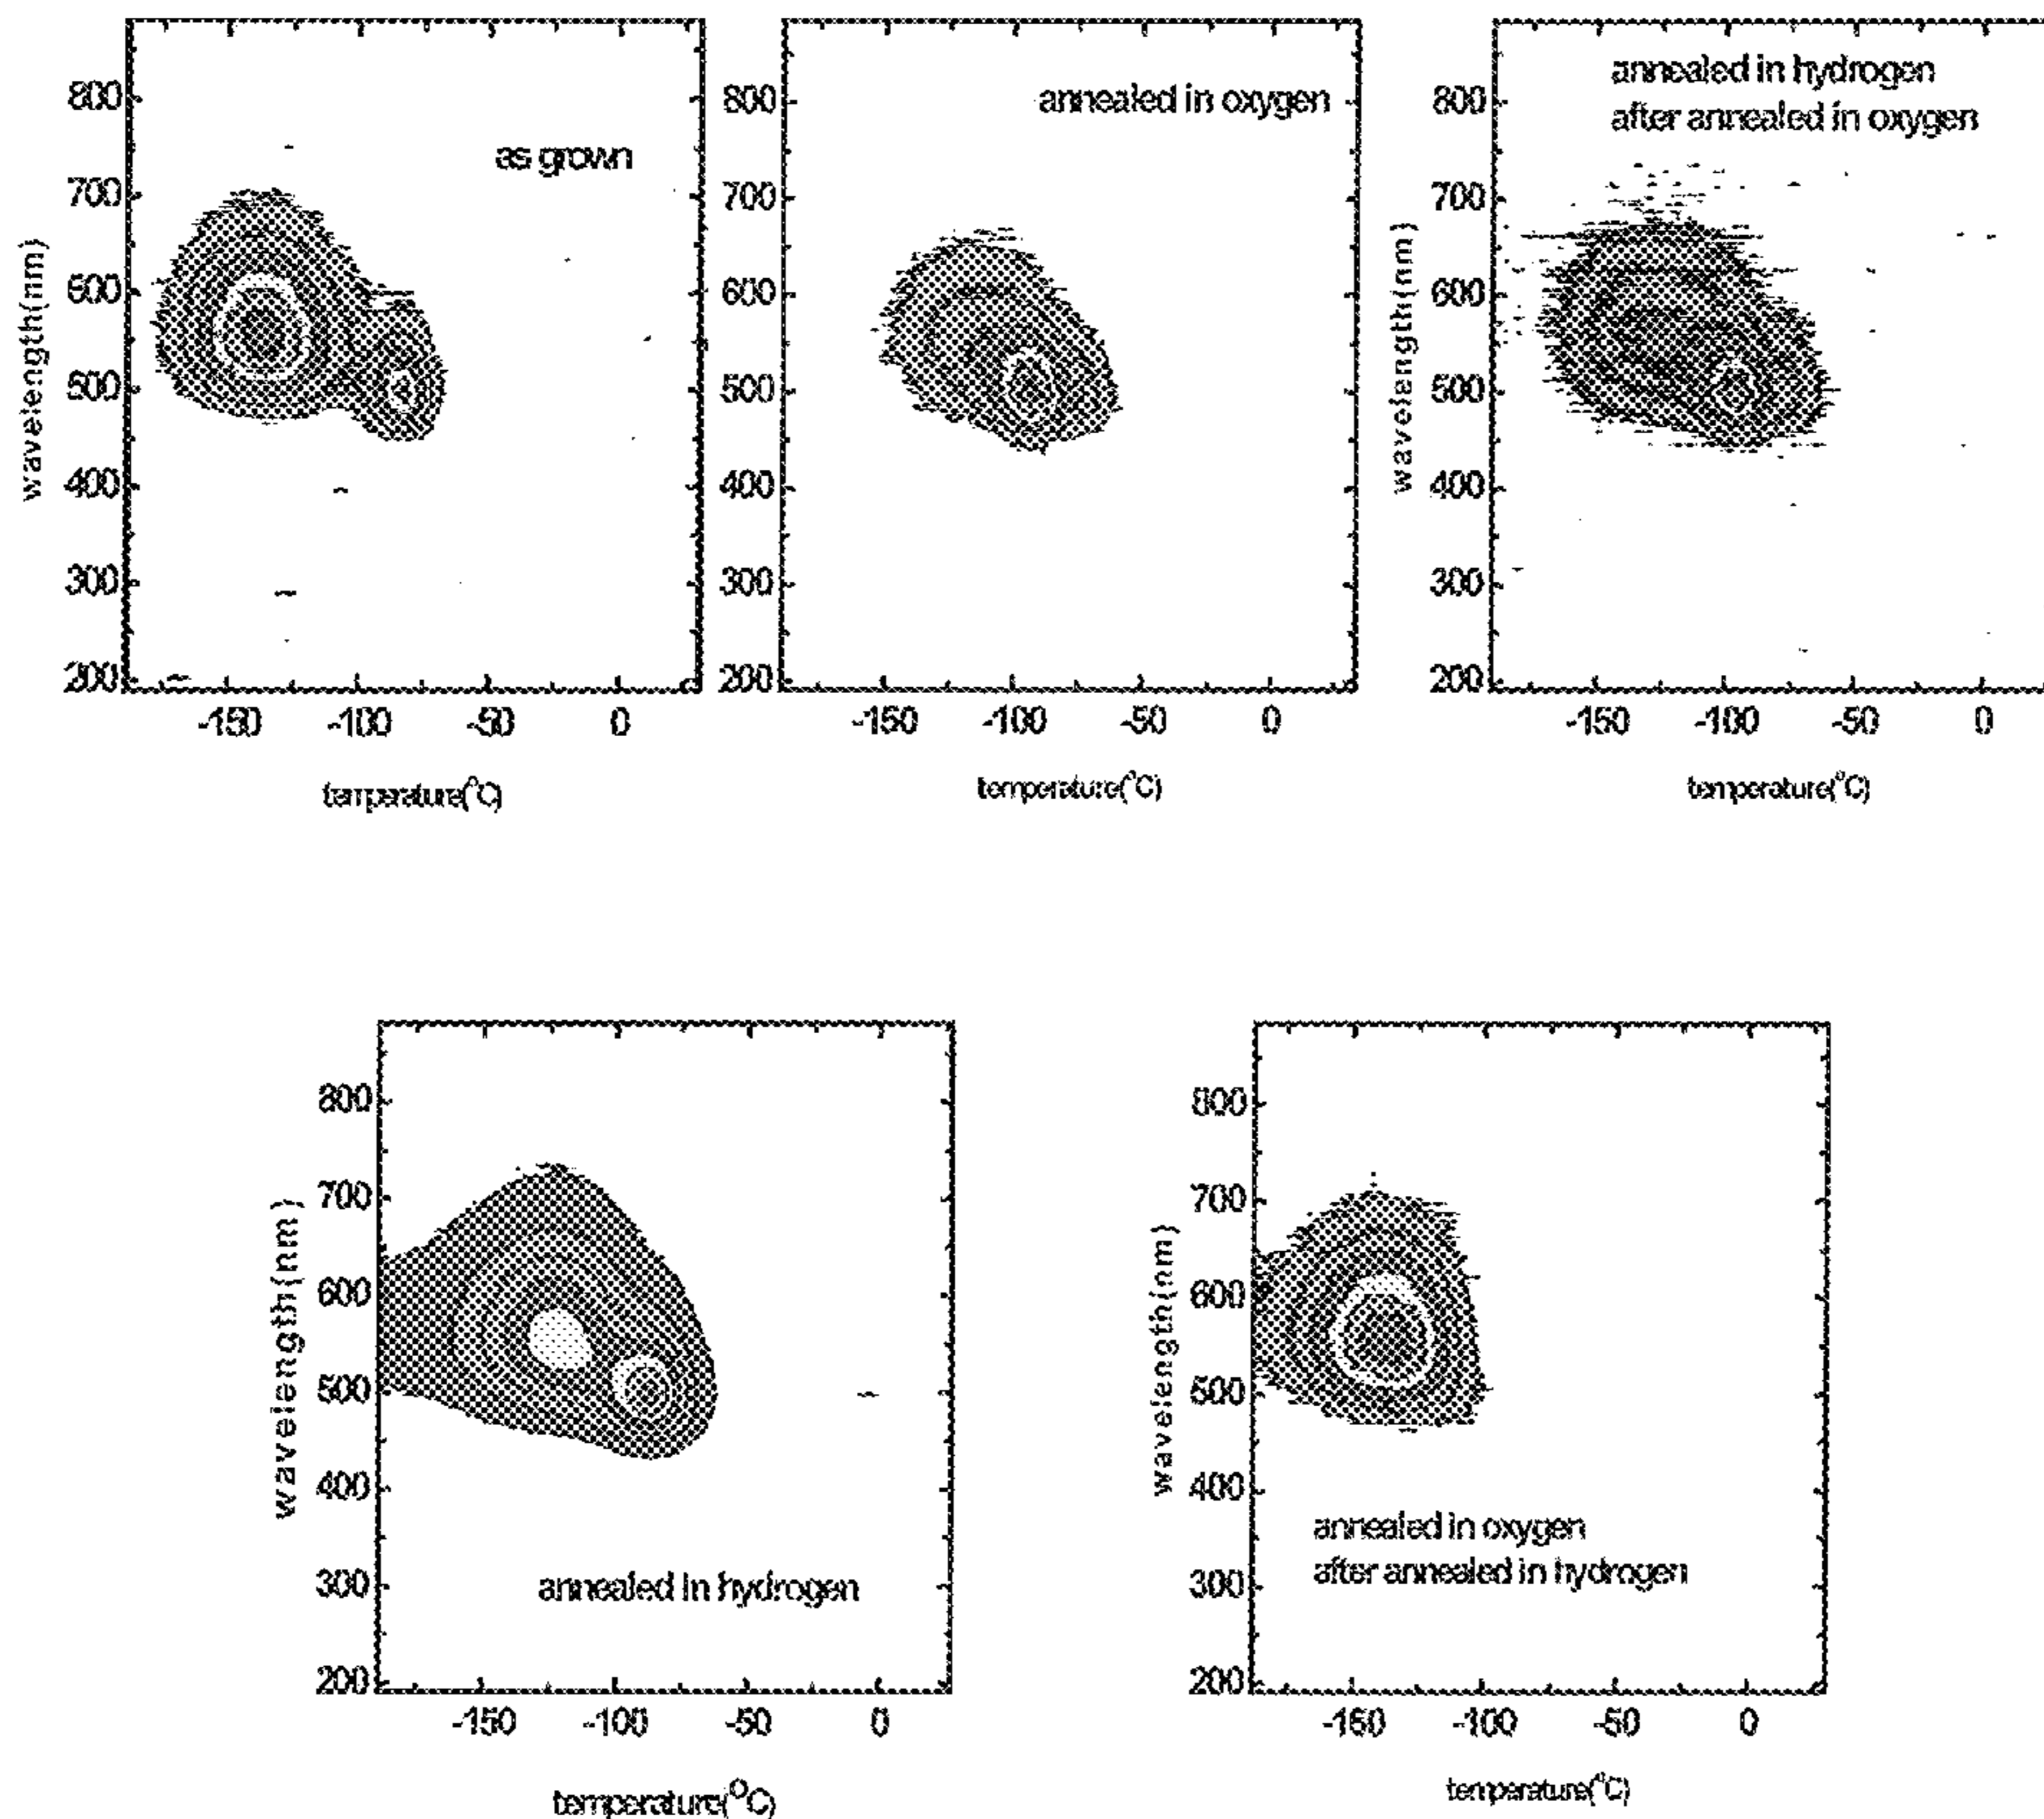 800
700
600
500
400
300
200
wavelength(nm)
as grown
-150 -100 -50 0
temperature(°C)
800
700
600
500
400
300
200
annealed in oxygen
-150 -100 -50 0
temperature(°C)
800
700
600
500
400
300
200
wavelength(nm)
annealed in hydrogen
after annealed in oxygen
-150 -100 -50 0
temperature(°C)
800
700
600
500
400
300
200
wavelength(nm)
annealed in hydrogen
-150 -100 -50 0
temperature(°C)
800
700
600
500
400
300
200
wavelength(nm)
annealed in oxygen
after annealed in hydrogen
-150 -100 -50 0
temperature(°C)